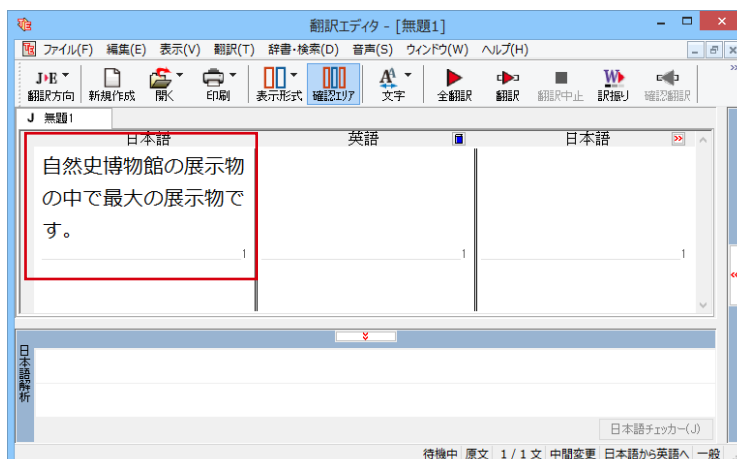 翻訳エディタ - [無題1]
ファイル(F) 編集(E) 表示(V) 翻訳(T) 辞書・検索(D) 音声(S) ウィンドウ(W) ヘルプ(H)
J▸E
翻訳方向 新規作成 開く 印刷 表示形式 確認エリア 文字 全翻訳 翻訳 翻訳中止 訳振り 確認翻訳
J 無題1
日本語 英語 日本語
自然史博物館の展示物
の中で最大の展示物で
す。
1 1 1
日本語解析
日本語チェッカー(J)
待機中 原文 1 / 1 文 中間変更 日本語から英語へ 一般